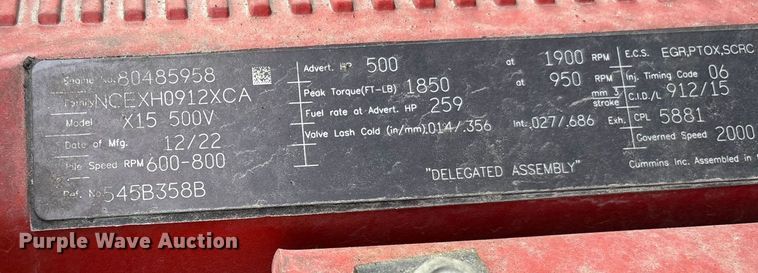 Engine No. 80485958
Family NCEXH0912XCA
Model X15 500V
Date of Mfg. 12/22
Idle Speed RPM 600-800
Ref. No. 545B358B
Advert. HP 500 at 1900 RPM
Peak Torque(FT-LB) 1850 at 950 RPM
Fuel rate at Advert. HP 259 mm 3 stroke
Valve Lash Cold (in/mm) .014/.356 Int. .027/.686 Exh.
E.C.S. EGR,PTOX,SCRC
Inj. Timing Code 06
C.I.D./L 912/15
CPL 5881
Governed Speed 2000
"DELEGATED ASSEMBLY"
Cummins Inc. Assembled in
Purple Wave Auction